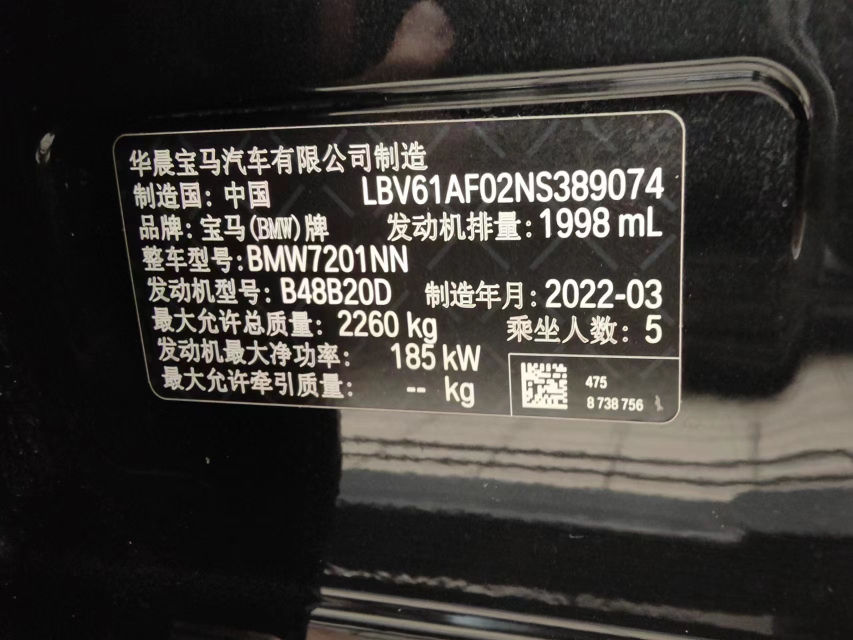 华晨宝马汽车有限公司制造
制造国: 中国 LBV61AF02NS389074
品牌: 宝马(BMW)牌 发动机排量: 1998 mL
整车型号: BMW7201NN
发动机型号: B48B20D 制造年月: 2022-03
最大允许总质量: 2260 kg 乘坐人数: 5
发动机最大净功率: 185 kW
最大允许牵引质量: -- kg
475
8 738 756